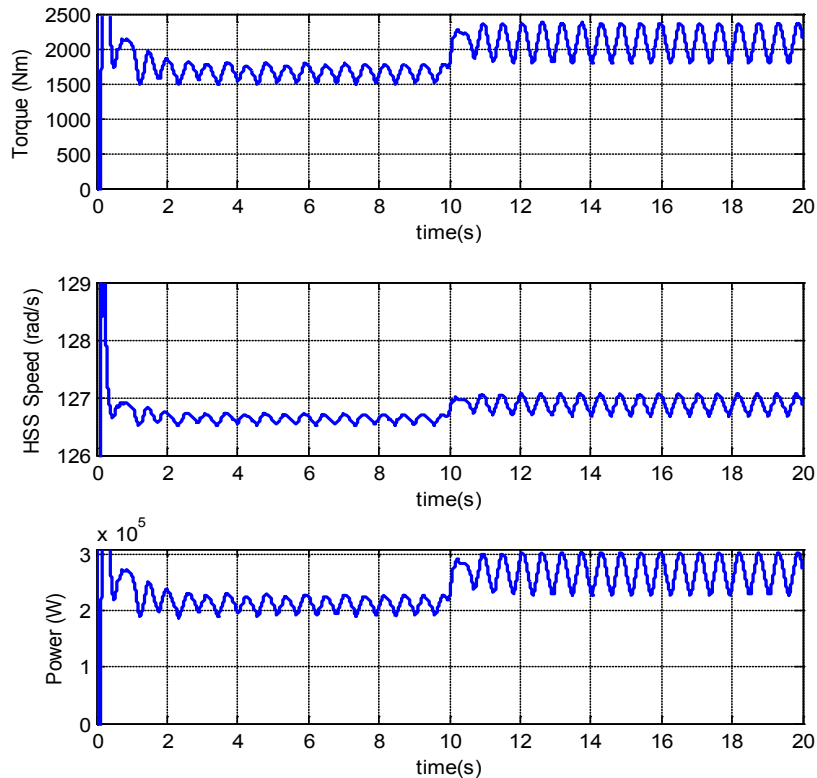 Torque (Nm)
2500
2000
1500
1000
500
0
0 2 4 6 8 10 12 14 16 18 20
time(s)
HSS Speed (rad/s)
129
128
127
126
0 2 4 6 8 10 12 14 16 18 20
time(s)
x 10^5
Power (W)
3
2
1
0
0 2 4 6 8 10 12 14 16 18 20
time(s)